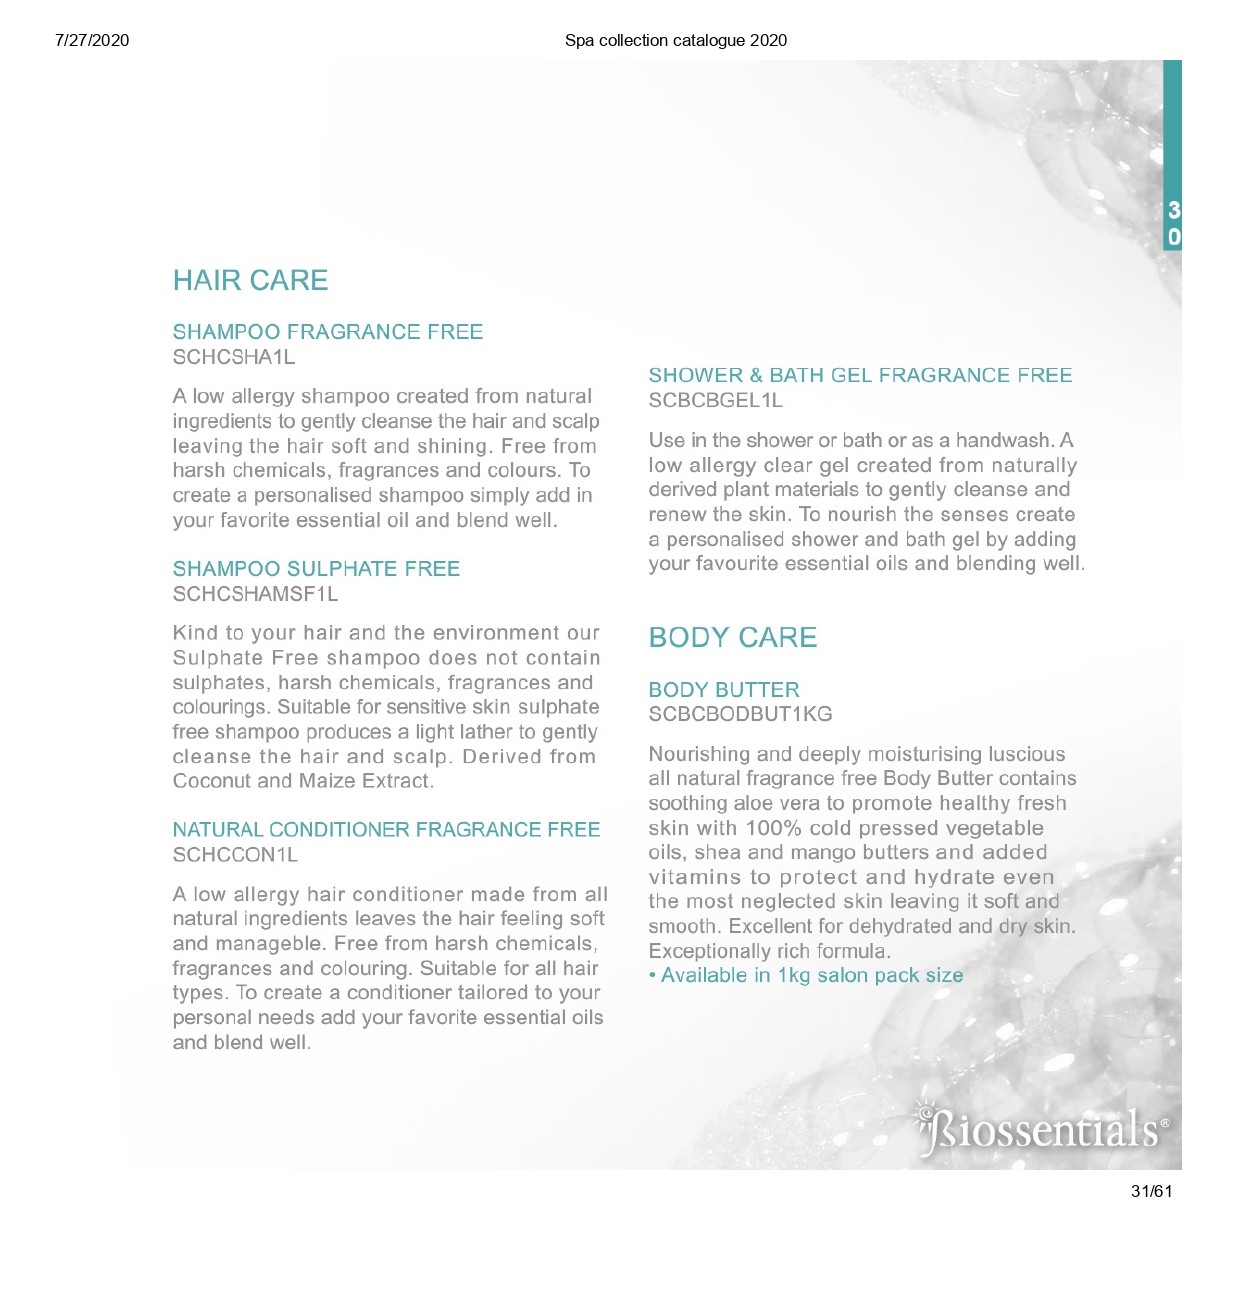 7/27/2020
Spa collection catalogue 2020
3
0
HAIR CARE
SHAMPOO FRAGRANCE FREE
SCHCSHA1L
A low allergy shampoo created from natural
ingredients to gently cleanse the hair and scalp
leaving the hair soft and shining. Free from
harsh chemicals, fragrances and colours. To
create a personalised shampoo simply add in
your favorite essential oil and blend well.
SHAMPOO SULPHATE FREE
SCHCSHAMSF1L
Kind to your hair and the environment our
Sulphate Free shampoo does not contain
sulphates, harsh chemicals, fragrances and
colourings. Suitable for sensitive skin sulphate
free shampoo produces a light lather to gently
cleanse the hair and scalp. Derived from
Coconut and Maize Extract.
NATURAL CONDITIONER FRAGRANCE FREE
SCHCCON1L
A low allergy hair conditioner made from all
natural ingredients leaves the hair feeling soft
and manageble. Free from harsh chemicals,
fragrances and colouring. Suitable for all hair
types. To create a conditioner tailored to your
personal needs add your favorite essential oils
and blend well.
SHOWER & BATH GEL FRAGRANCE FREE
SCBCBGEL1L
Use in the shower or bath or as a handwash. A
low allergy clear gel created from naturally
derived plant materials to gently cleanse and
renew the skin. To nourish the senses create
a personalised shower and bath gel by adding
your favourite essential oils and blending well.
BODY CARE
BODY BUTTER
SCBCBODBUT1KG
Nourishing and deeply moisturising luscious
all natural fragrance free Body Butter contains
soothing aloe vera to promote healthy fresh
skin with 100% cold pressed vegetable
oils, shea and mango butters and added
vitamins to protect and hydrate even
the most neglected skin leaving it soft and
smooth. Excellent for dehydrated and dry skin.
Exceptionally rich formula.
• Available in 1kg salon pack size
Biossentials®
31/61